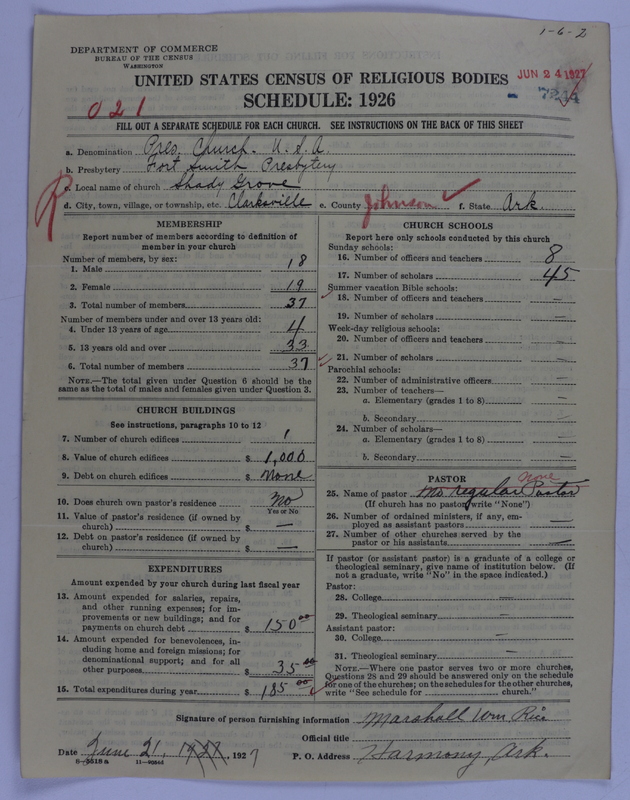 1-6-2
DEPARTMENT OF COMMERCE
BUREAU OF THE CENSUS
WASHINGTON
JUN 24 1927
UNITED STATES CENSUS OF RELIGIOUS BODIES
SCHEDULE: 1926
021
FILL OUT A SEPARATE SCHEDULE FOR EACH CHURCH. SEE INSTRUCTIONS ON THE BACK OF THIS SHEET
a. Denomination Pres. Church. U.S.A.
b. Presbytery Fort Smith Presbytery
c. Local name of church Shady Grove
d. City, town, village, or township, etc. Clarksville e. County Johnson f. State Ark.
R
MEMBERSHIP
Report number of members according to definition of
member in your church
Number of members, by sex:
1. Male 18
2. Female 19
3. Total number of members 37
Number of members under and over 13 years old:
4. Under 13 years of age 4
5. 13 years old and over 33
6. Total number of members 37
NOTE.—The total given under Question 6 should be the
same as the total of males and females given under Question 3.
CHURCH BUILDINGS
See instructions, paragraphs 10 to 12
7. Number of church edifices 1
8. Value of church edifices $ 1,000
9. Debt on church edifices $ None
10. Does church own pastor's residence No
Yes or No
11. Value of pastor's residence (if owned by
church) $ —
12. Debt on pastor's residence (if owned by
church) $ —
EXPENDITURES
Amount expended by your church during last fiscal year
13. Amount expended for salaries, repairs,
and other running expenses; for im-
provements or new buildings; and for
payments on church debt $ 150.00
14. Amount expended for benevolences, in-
cluding home and foreign missions; for
denominational support; and for all
other purposes $ 35.00
15. Total expenditures during year $ 185.00
CHURCH SCHOOLS
Report here only schools conducted by this church
Sunday schools:
16. Number of officers and teachers 8
17. Number of scholars 45
Summer vacation Bible schools:
18. Number of officers and teachers —
19. Number of scholars —
Week-day religious schools:
20. Number of officers and teachers —
21. Number of scholars —
Parochial schools:
22. Number of administrative officers —
23. Number of teachers—
a. Elementary (grades 1 to 8) —
b. Secondary —
24. Number of scholars—
a. Elementary (grades 1 to 8) —
b. Secondary —
PASTOR
none
25. Name of pastor No regular Pastor
(If church has no pastor, write "None")
26. Number of ordained ministers, if any, em-
ployed as assistant pastors —
27. Number of other churches served by the
pastor or his assistants —
If pastor (or assistant pastor) is a graduate of a college or
theological seminary, give name of institution below. (If
not a graduate, write "No" in the space indicated.)
Pastor:
28. College —
29. Theological seminary —
Assistant pastor:
30. College —
31. Theological seminary —
NOTE.—Where one pastor serves two or more churches,
Questions 28 and 29 should be answered only on the schedule
for one of the churches; on the schedules for the other churches,
write "See schedule for church."
Signature of person furnishing information Marshall Wm Rice
Official title
Date June 21, 1927, 1927 P. O. Address Harmony, Ark.
8-5518 a 11-90646